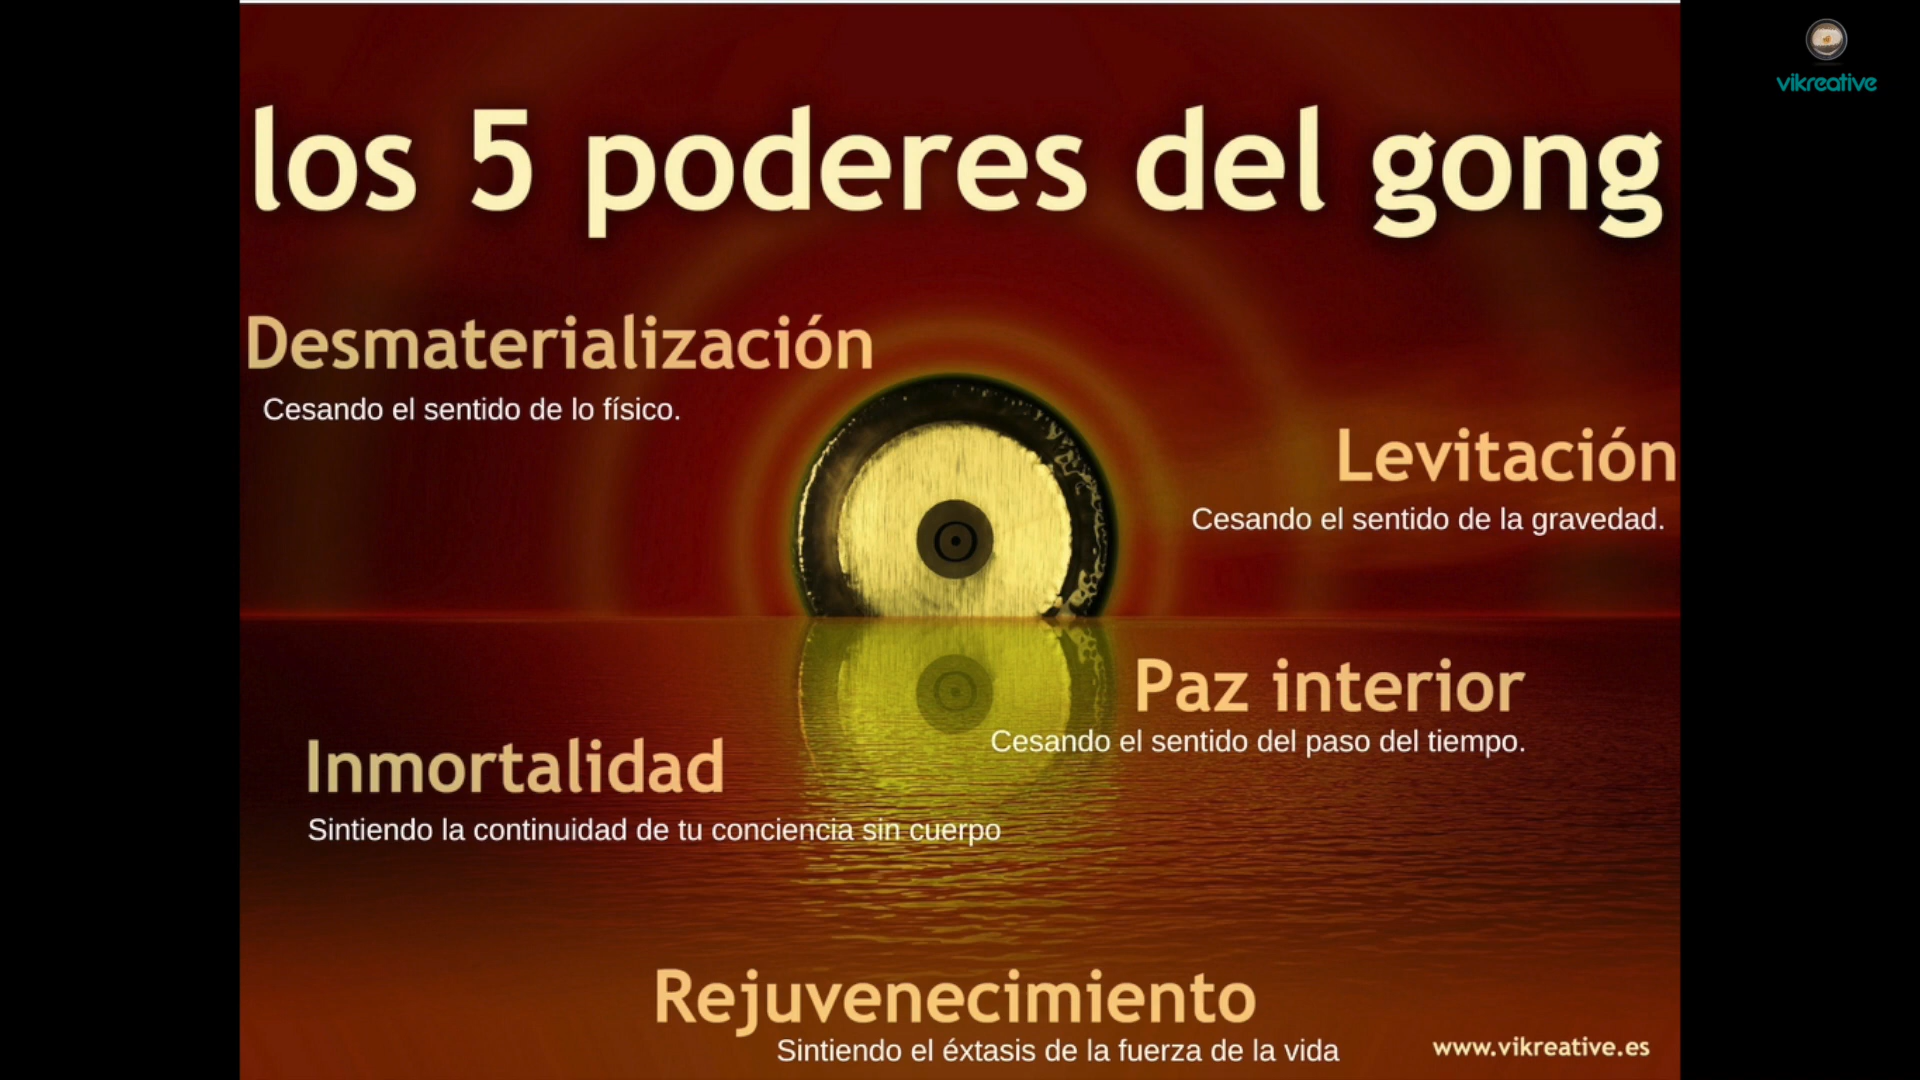 vikreative
los 5 poderes del gong
Desmaterialización
Cesando el sentido de lo físico.
Levitación
Cesando el sentido de la gravedad.
Paz interior
Cesando el sentido del paso del tiempo.
Inmortalidad
Sintiendo la continuidad de tu conciencia sin cuerpo
Rejuvenecimiento
Sintiendo el éxtasis de la fuerza de la vida
www.vikreative.es